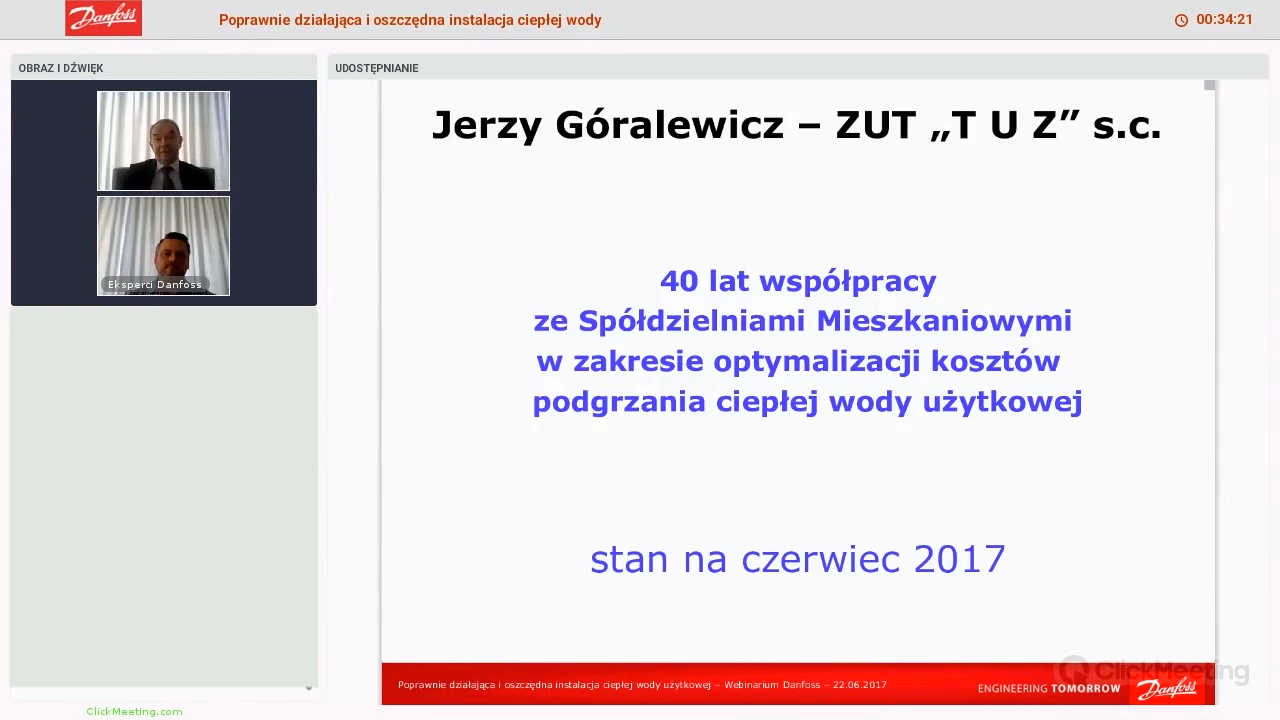 Danfoss
Poprawnie działająca i oszczędna instalacja ciepłej wody
00:34:21
OBRAZ I DŹWIĘK
Eksperci Danfoss
UDOSTĘPNIANIE
Jerzy Góralewicz – ZUT „T U Z” s.c.
40 lat współpracy
ze Spółdzielniami Mieszkaniowymi
w zakresie optymalizacji kosztów
podgrzania ciepłej wody użytkowej
stan na czerwiec 2017
ClickMeeting
Poprawnie działająca i oszczędna instalacja ciepłej wody użytkowej – Webinarium Danfoss – 22.06.2017
ENGINEERING TOMORROW
Danfoss
ClickMeeting.com